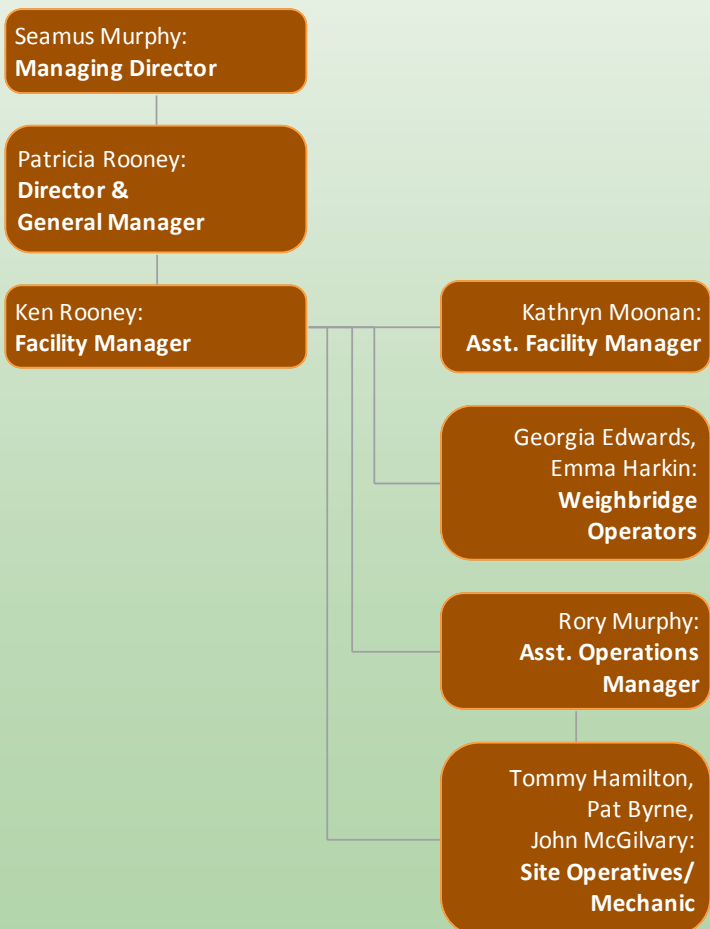 Seamus Murphy:
Managing Director
Patricia Rooney:
Director &
General Manager
Ken Rooney:
Facility Manager
Kathryn Moonan:
Asst. Facility Manager
Georgia Edwards,
Emma Harkin:
Weighbridge
Operators
Rory Murphy:
Asst. Operations
Manager
Tommy Hamilton,
Pat Byrne,
John McGilvary:
Site Operatives/
Mechanic